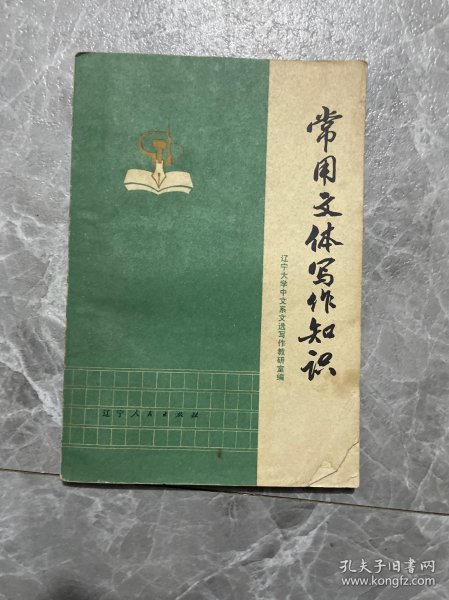 常用文体写作知识
辽宁大学中文系文选写作教研室编
辽宁人民出版社
孔夫子旧书网
www.kongfz.com